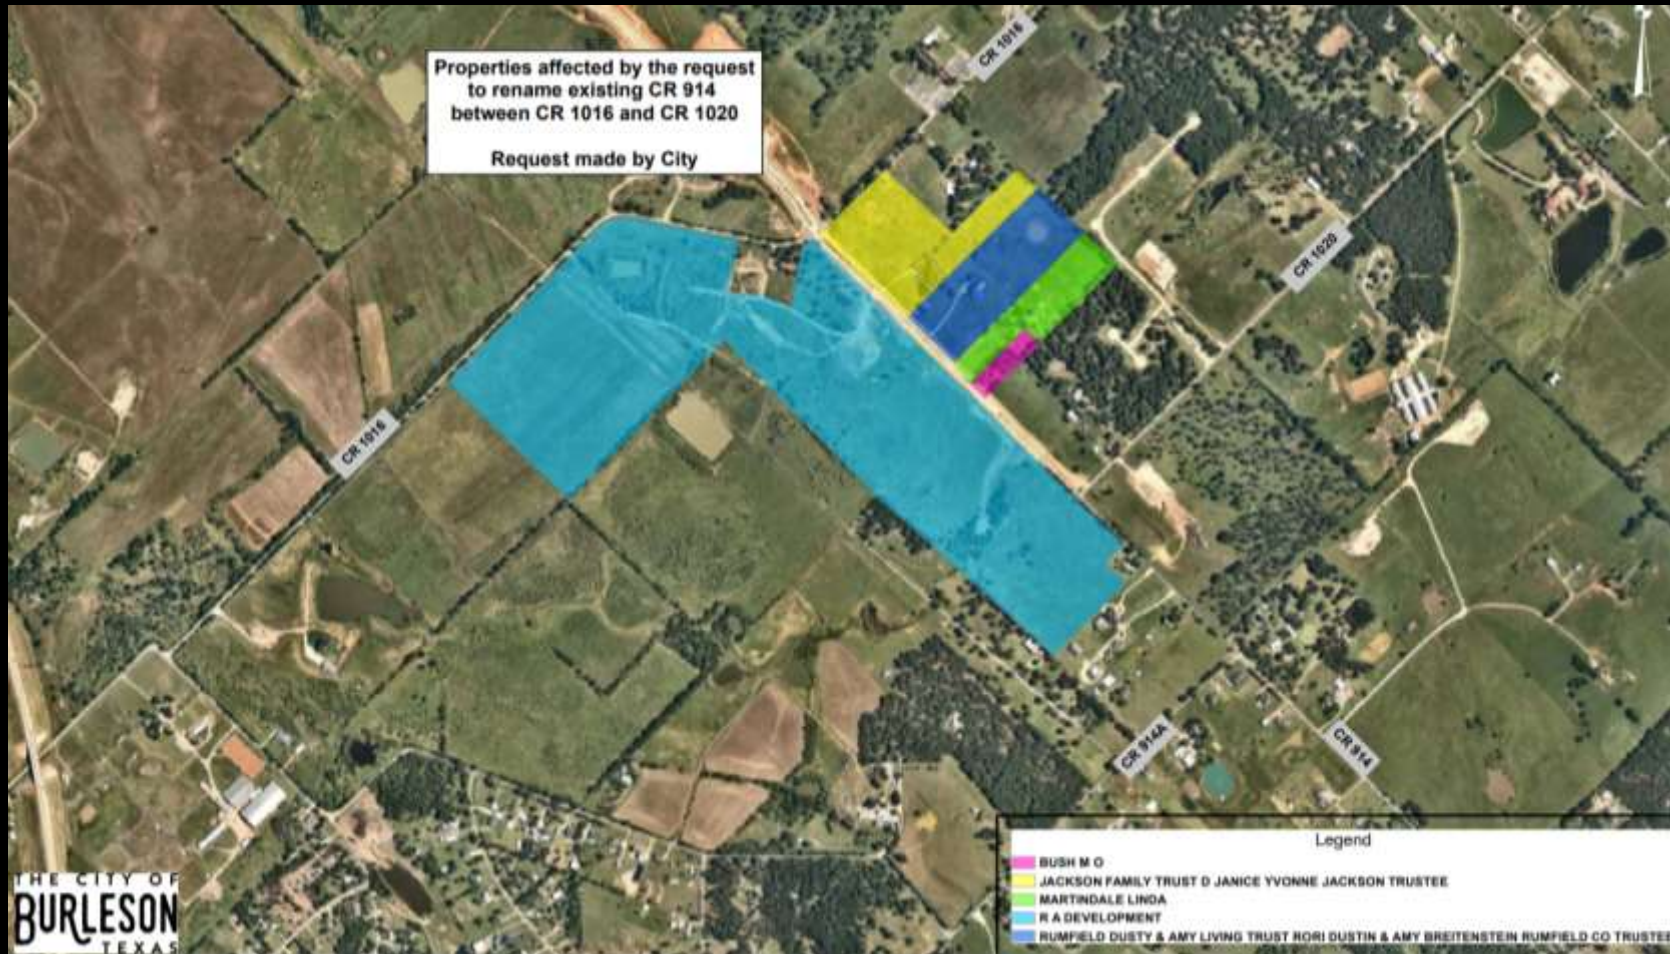 Properties affected by the request
to rename existing CR 914
between CR 1016 and CR 1020
Request made by City
CR 1016
CR 1020
CR 1016
CR 914A
CR 914
Legend
BUSH M O
JACKSON FAMILY TRUST D JANICE YVONNE JACKSON TRUSTEE
MARTINDALE LINDA
R A DEVELOPMENT
RUMFIELD DUSTY & AMY LIVING TRUST RORI DUSTIN & AMY BREITENSTEIN RUMFIELD CO TRUSTEE
THE CITY OF
BURLESON
TEXAS